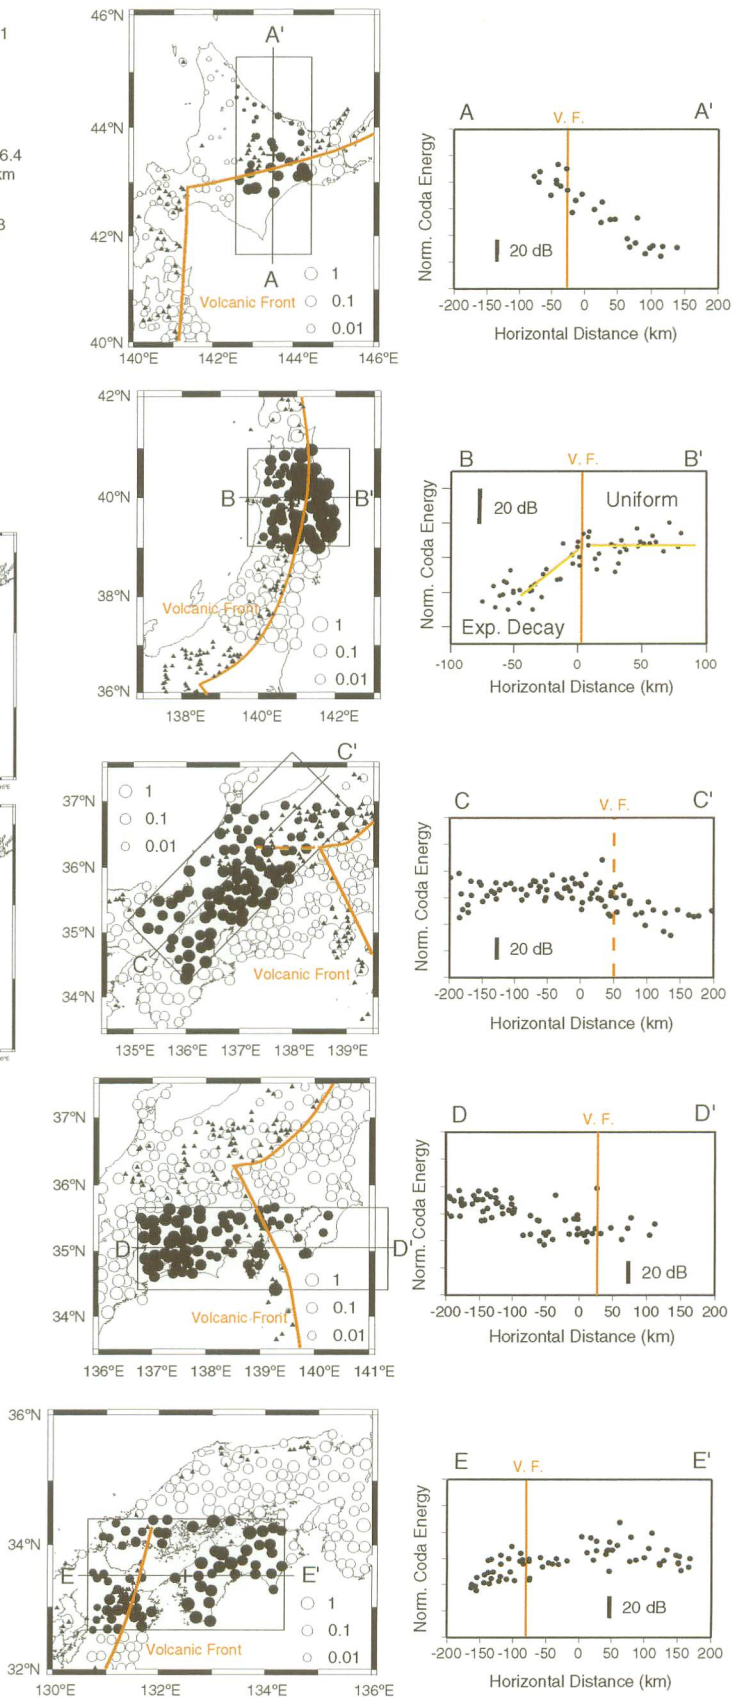 1
6.4
km
46°N
44°N
42°N
40°N
140°E 142°E 144°E 146°E
A'
A
Volcanic Front
1
0.1
0.01
A A'
V. F.
Norm. Coda Energy
20 dB
-200 -150 -100 -50 0 50 100 150 200
Horizontal Distance (km)
42°N
40°N
38°N
36°N
138°E 140°E 142°E
B B'
Volcanic Front
1
0.1
0.01
B B'
V. F.
Norm. Coda Energy
20 dB
Uniform
Exp. Decay
-100 -50 0 50 100
Horizontal Distance (km)
C'
37°N
36°N
35°N
34°N
135°E 136°E 137°E 138°E 139°E
1
0.1
0.01
C
Volcanic Front
C C'
V. F.
Norm. Coda Energy
20 dB
-200 -150 -100 -50 0 50 100 150 200
Horizontal Distance (km)
37°N
36°N
35°N
34°N
136°E 137°E 138°E 139°E 140°E 141°E
D D'
Volcanic Front
1
0.1
0.01
D D'
V. F.
Norm. Coda Energy
20 dB
-200 -150 -100 -50 0 50 100 150 200
Horizontal Distance (km)
36°N
34°N
32°N
130°E 132°E 134°E 136°E
E E'
Volcanic Front
1
0.1
0.01
E E'
V. F.
Norm. Coda Energy
20 dB
-200 -150 -100 -50 0 50 100 150 200
Horizontal Distance (km)